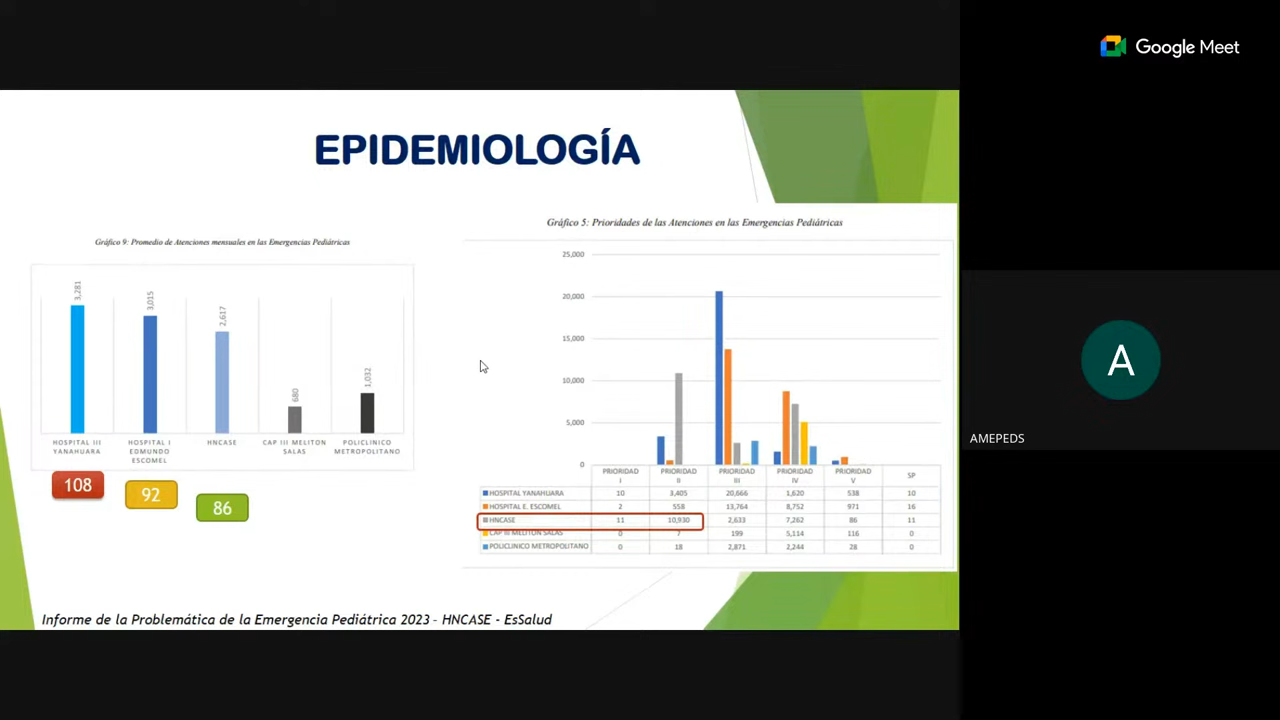 Google Meet
EPIDEMIOLOGÍA
Gráfico 9: Promedio de Atenciones mensuales en las Emergencias Pediátricas
3,281
3,015
2,617
680
1,032
HOSPITAL III YANAHUARA
HOSPITAL I EDMUNDO ESCOMEL
HNCASE
CAP III MELITON SALAS
POLICLINICO METROPOLITANO
108
92
86
Gráfico 5: Prioridades de las Atenciones en las Emergencias Pediátricas
25,000
20,000
15,000
10,000
5,000
0
PRIORIDAD I PRIORIDAD II PRIORIDAD III PRIORIDAD IV PRIORIDAD V SP
HOSPITAL YANAHUARA 10 3,405 20,666 1,620 538 10
HOSPITAL E. ESCOMEL 2 558 13,764 8,752 971 16
HNCASE 11 10,930 2,633 7,262 86 11
CAP III MELITON SALAS 0 7 199 5,114 116 0
POLICLINICO METROPOLITANO 0 18 2,871 2,244 28 0
Informe de la Problemática de la Emergencia Pediátrica 2023 - HNCASE - EsSalud
A
AMEPEDS